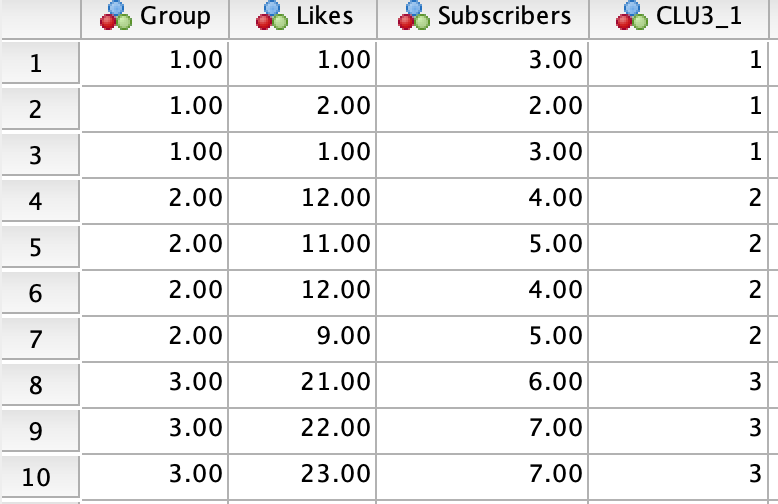 Group Likes Subscribers CLU3_1
1 1.00 1.00 3.00 1
2 1.00 2.00 2.00 1
3 1.00 1.00 3.00 1
4 2.00 12.00 4.00 2
5 2.00 11.00 5.00 2
6 2.00 12.00 4.00 2
7 2.00 9.00 5.00 2
8 3.00 21.00 6.00 3
9 3.00 22.00 7.00 3
10 3.00 23.00 7.00 3